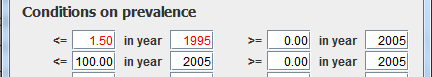 Conditions on prevalence
<= 1.50 in year 1995 >= 0.00 in year 2005
<= 100.00 in year 2005 >= 0.00 in year 2005